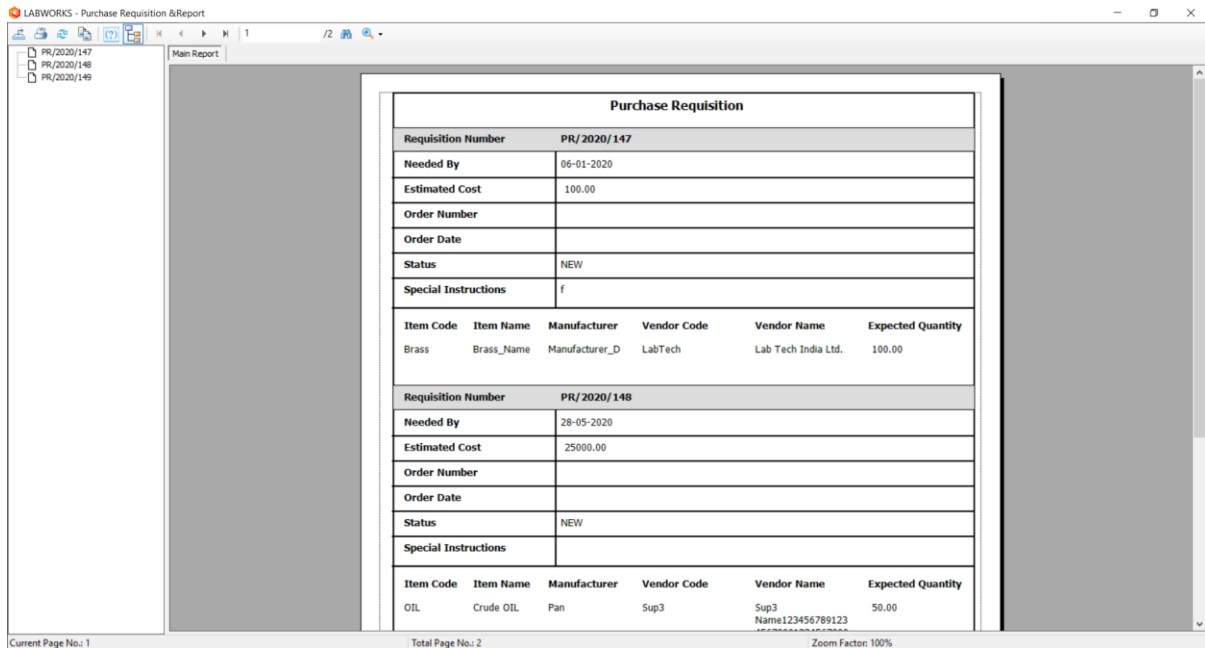 LABWORKS - Purchase Requisition &Report
1 /2
PR/2020/147
PR/2020/148
PR/2020/149
Main Report
Purchase Requisition
Requisition Number PR/2020/147
Needed By 06-01-2020
Estimated Cost 100.00
Order Number
Order Date
Status NEW
Special Instructions f
Item Code Item Name Manufacturer Vendor Code Vendor Name Expected Quantity
Brass Brass_Name Manufacturer_D LabTech Lab Tech India Ltd. 100.00
Requisition Number PR/2020/148
Needed By 28-05-2020
Estimated Cost 25000.00
Order Number
Order Date
Status NEW
Special Instructions
Item Code Item Name Manufacturer Vendor Code Vendor Name Expected Quantity
OIL Crude OIL Pan Sup3 Sup3 50.00
Name123456789123
Current Page No.: 1 Total Page No.: 2 Zoom Factor: 100%